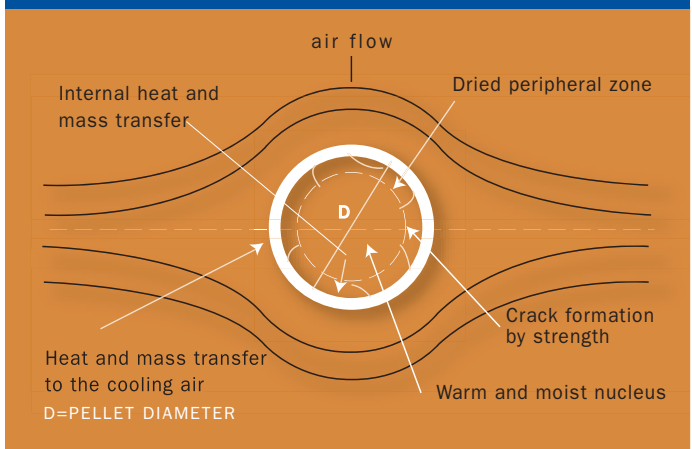 air flow
Internal heat and
mass transfer
Dried peripheral zone
D
Crack formation
by strength
Heat and mass transfer
to the cooling air
Warm and moist nucleus
D=PELLET DIAMETER